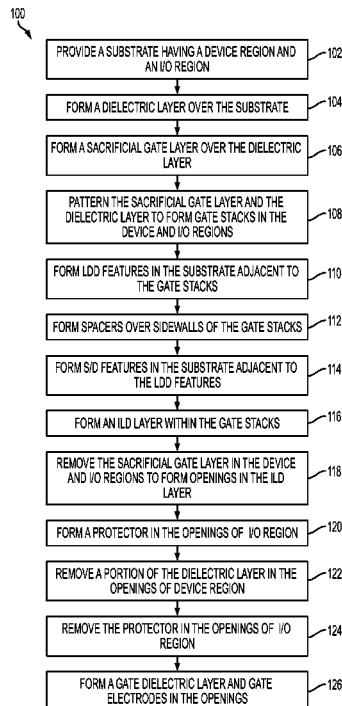 100
PROVIDE A SUBSTRATE HAVING A DEVICE REGION AND
AN I/O REGION
102
FORM A DIELECTRIC LAYER OVER THE SUBSTRATE
104
FORM A SACRIFICIAL GATE LAYER OVER THE DIELECTRIC
LAYER
106
PATTERN THE SACRIFICIAL GATE LAYER AND THE
DIELECTRIC LAYER TO FORM GATE STACKS IN THE
DEVICE AND I/O REGIONS
108
FORM LDD FEATURES IN THE SUBSTRATE ADJACENT TO
THE GATE STACKS
110
FORM SPACERS OVER SIDEWALLS OF THE GATE STACKS
112
FORM S/D FEATURES IN THE SUBSTRATE ADJACENT TO
THE LDD FEATURES
114
FORM AN ILD LAYER WITHIN THE GATE STACKS
116
REMOVE THE SACRIFICIAL GATE LAYER IN THE DEVICE
AND I/O REGIONS TO FORM OPENINGS IN THE ILD
LAYER
118
FORM A PROTECTOR IN THE OPENINGS OF I/O REGION
120
REMOVE A PORTION OF THE DIELECTRIC LAYER IN THE
OPENINGS OF DEVICE REGION
122
REMOVE THE PROTECTOR IN THE OPENINGS OF I/O
REGION
124
FORM A GATE DIELECTRIC LAYER AND GATE
ELECTRODES IN THE OPENINGS
126